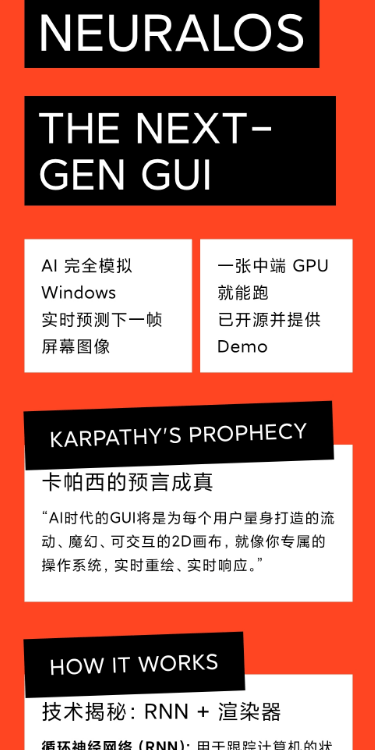 NEURALOS
THE NEXT-
GEN GUI
AI 完全模拟
Windows
实时预测下一帧
屏幕图像
一张中端 GPU
就能跑
已开源并提供
Demo
KARPATHY'S PROPHECY
卡帕西的预言成真
“AI时代的GUI将是为每个用户量身打造的流
动、魔幻、可交互的2D画布，就像你专属的
操作系统，实时重绘、实时响应。”
HOW IT WORKS
技术揭秘：RNN + 渲染器
循环神经网络 (RNN)：用于跟踪计算机的状